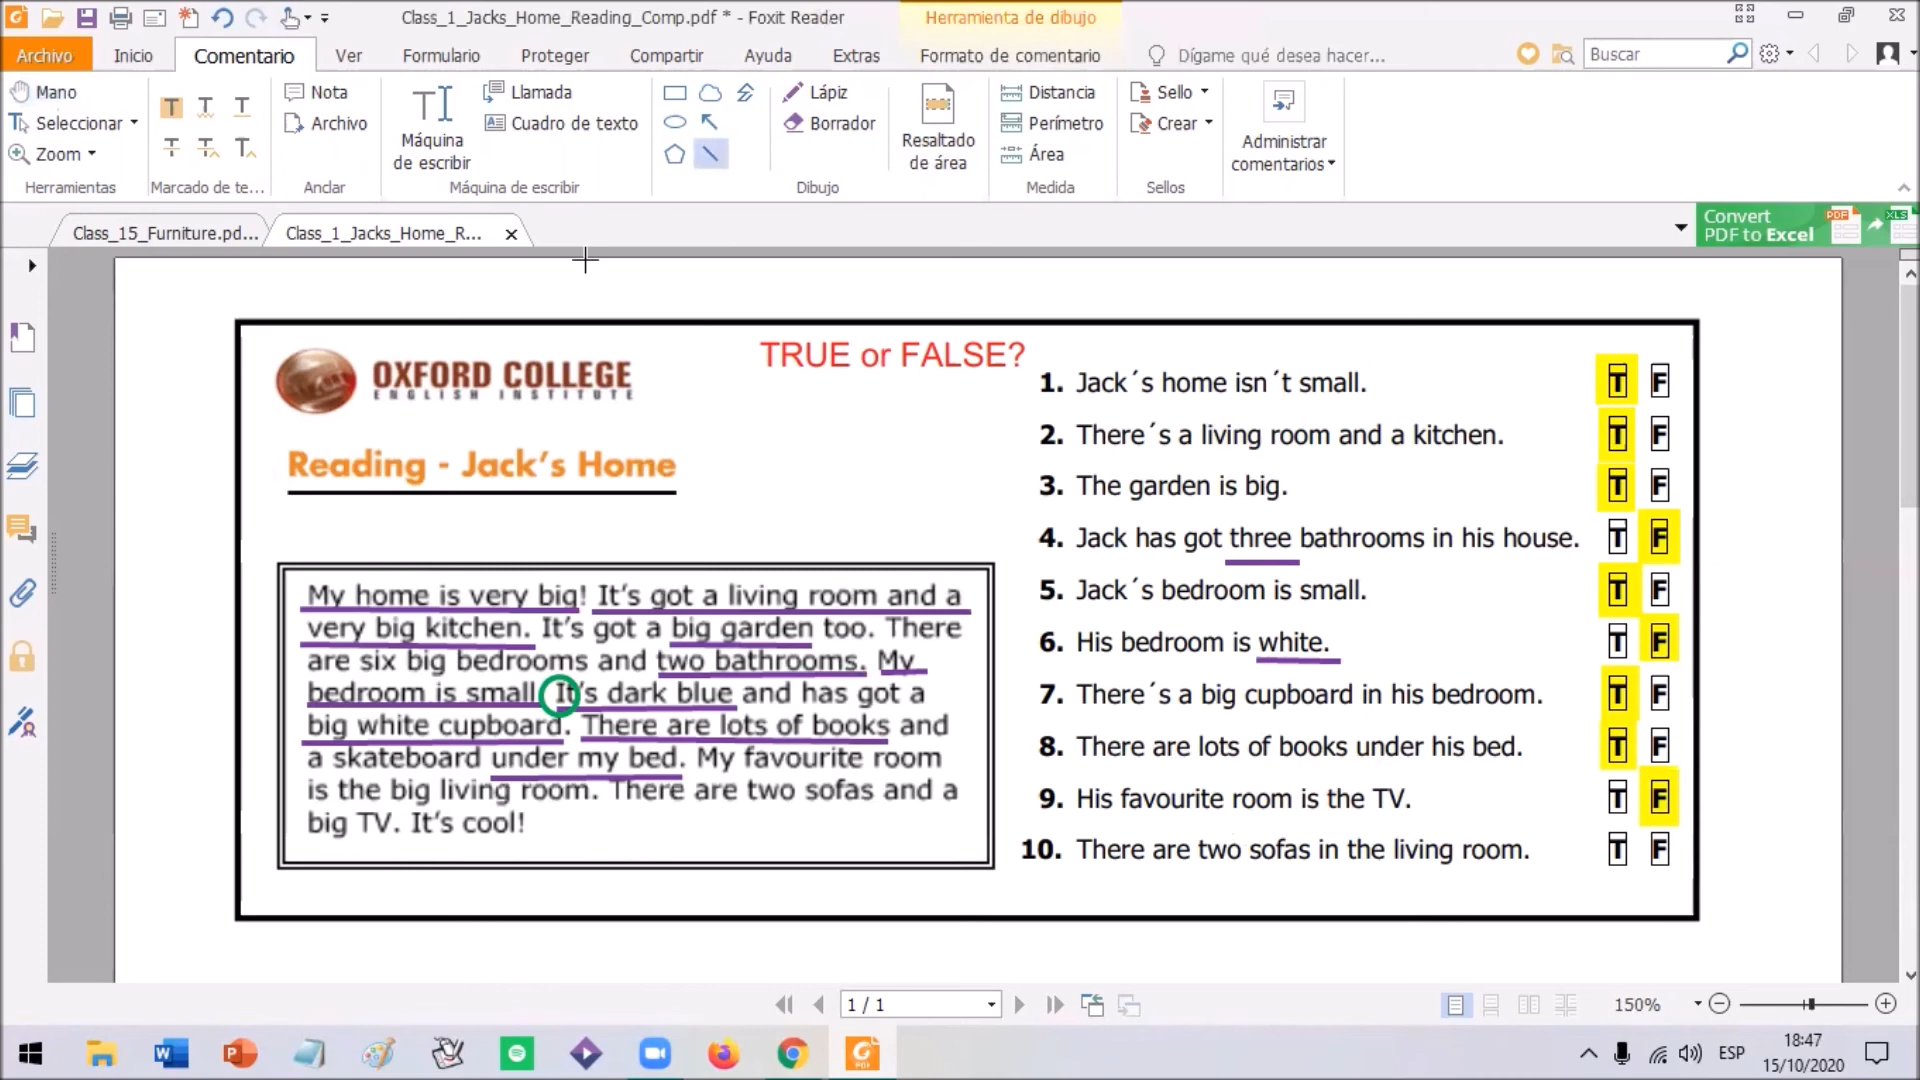 Class_1_Jacks_Home_Reading_Comp.pdf * - Foxit Reader
Herramienta de dibujo
Archivo Inicio Comentario Ver Formulario Proteger Compartir Ayuda Extras Formato de comentario Dígame qué desea hacer... Buscar
Mano
Seleccionar
Zoom
Herramientas
Marcado de te...
Nota
Archivo
Anclar
Máquina
de escribir
Llamada
Cuadro de texto
Máquina de escribir
Lápiz
Borrador
Dibujo
Resaltado
de área
Distancia
Perímetro
Área
Medida
Sello
Crear
Sellos
Administrar
comentarios
Class_15_Furniture.pd...
Class_1_Jacks_Home_R...
Convert
PDF to Excel
PDF
XLS
OXFORD COLLEGE
ENGLISH INSTITUTE
Reading - Jack's Home
TRUE or FALSE?
My home is very big! It's got a living room and a
very big kitchen. It's got a big garden too. There
are six big bedrooms and two bathrooms. My
bedroom is small It's dark blue and has got a
big white cupboard. There are lots of books and
a skateboard under my bed. My favourite room
is the big living room. There are two sofas and a
big TV. It's cool!
1. Jack´s home isn´t small. T F
2. There´s a living room and a kitchen. T F
3. The garden is big. T F
4. Jack has got three bathrooms in his house. T F
5. Jack´s bedroom is small. T F
6. His bedroom is white. T F
7. There´s a big cupboard in his bedroom. T F
8. There are lots of books under his bed. T F
9. His favourite room is the TV. T F
10. There are two sofas in the living room. T F
1 / 1
150%
ESP
18:47
15/10/2020